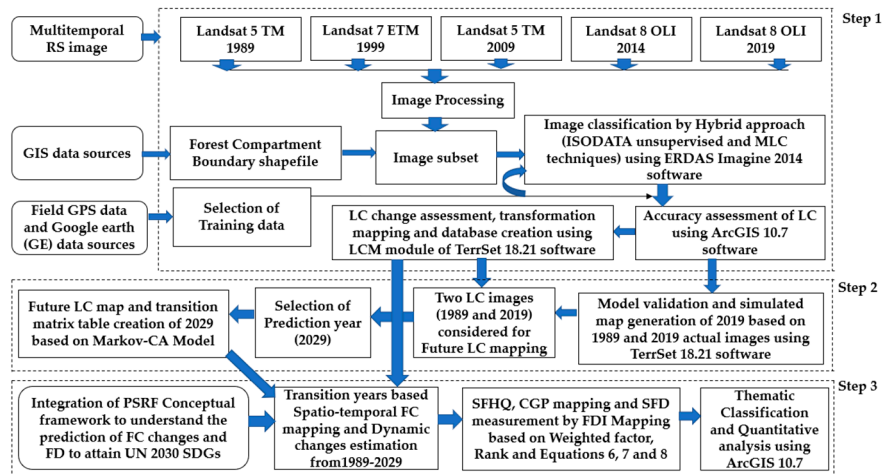 Step 1
Multitemporal
RS image
Landsat 5 TM
1989
Landsat 7 ETM
1999
Landsat 5 TM
2009
Landsat 8 OLI
2014
Landsat 8 OLI
2019
Image Processing
GIS data sources
Forest Compartment
Boundary shapefile
Image subset
Image classification by Hybrid approach
(ISODATA unsupervised and MLC
techniques) using ERDAS Imagine 2014
software
Field GPS data
and Google earth
(GE) data sources
Selection of
Training data
LC change assessment, transformation
mapping and database creation using
LCM module of TerrSet 18.21 software
Accuracy assessment of LC
using ArcGIS 10.7
software
Step 2
Future LC map and transition
matrix table creation of 2029
based on Markov-CA Model
Selection of
Prediction year
(2029)
Two LC images
(1989 and 2019)
considered for
Future LC mapping
Model validation and simulated
map generation of 2019 based on
1989 and 2019 actual images using
TerrSet 18.21 software
Step 3
Integration of PSRF Conceptual
framework to understand the
prediction of FC changes and
FD to attain UN 2030 SDGs
Transition years based
Spatio-temporal FC
mapping and Dynamic
changes estimation
from1989-2029
SFHQ, CGP mapping and SFD
measurement by FDI Mapping
based on Weighted factor,
Rank and Equations 6, 7 and 8
Thematic
Classification
and Quantitative
analysis using
ArcGIS 10.7